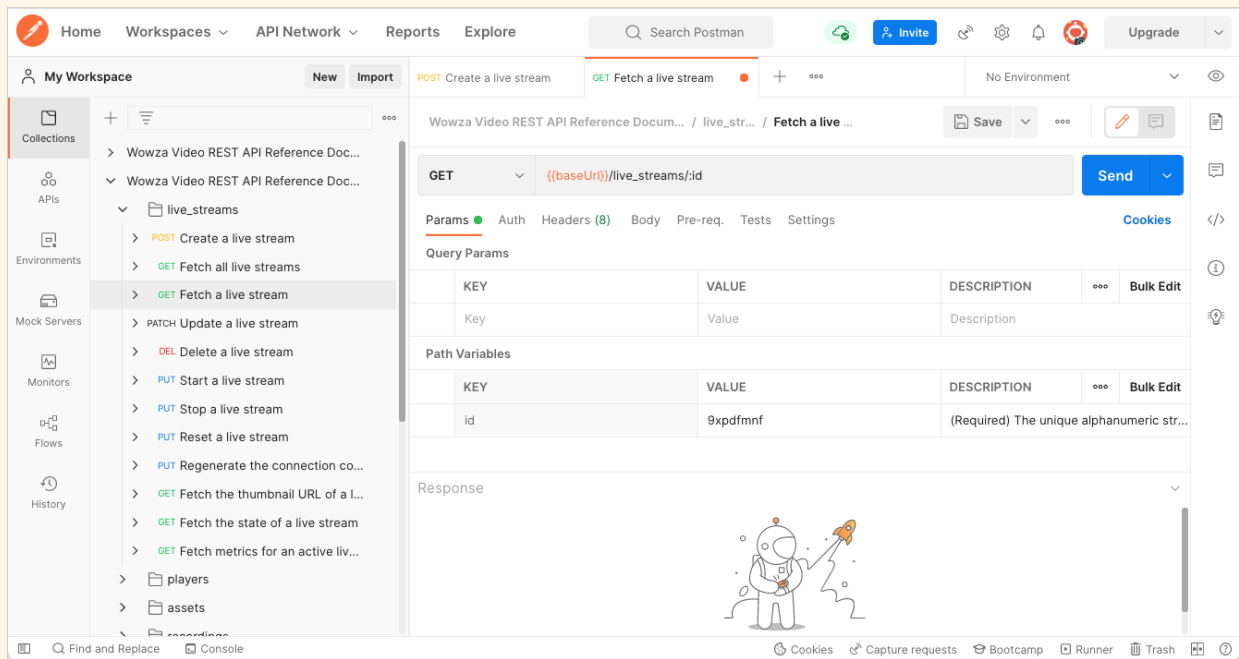 Home Workspaces API Network Reports Explore Search Postman Invite Upgrade
My Workspace New Import
POST Create a live stream GET Fetch a live stream No Environment
Collections
APIs
Environments
Mock Servers
Monitors
Flows
History
Wowza Video REST API Reference Doc...
Wowza Video REST API Reference Doc...
live_streams
POST Create a live stream
GET Fetch all live streams
GET Fetch a live stream
PATCH Update a live stream
DEL Delete a live stream
PUT Start a live stream
PUT Stop a live stream
PUT Reset a live stream
PUT Regenerate the connection co...
GET Fetch the thumbnail URL of a l...
GET Fetch the state of a live stream
GET Fetch metrics for an active liv...
players
assets
recordings
Wowza Video REST API Reference Docum... / live_str... / Fetch a live ... Save
GET {{baseUrl}}/live_streams/:id Send
Params Auth Headers (8) Body Pre-req. Tests Settings Cookies
Query Params
KEY VALUE DESCRIPTION Bulk Edit
Key Value Description
Path Variables
KEY VALUE DESCRIPTION Bulk Edit
id 9xpdfmnf (Required) The unique alphanumeric str...
Response
Find and Replace Console Cookies Capture requests Bootcamp Runner Trash